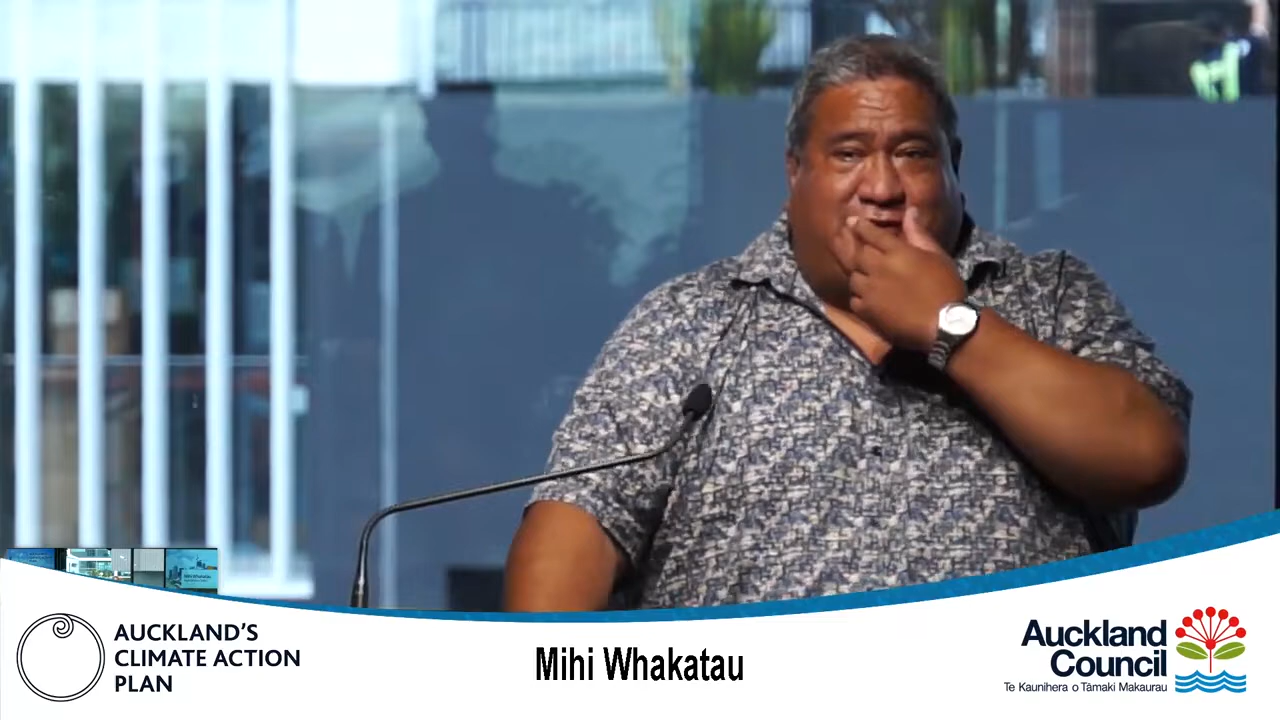 AUCKLAND'S
CLIMATE ACTION
PLAN
Mihi Whakatau
Auckland
Council
Te Kaunihera o Tāmaki Makaurau